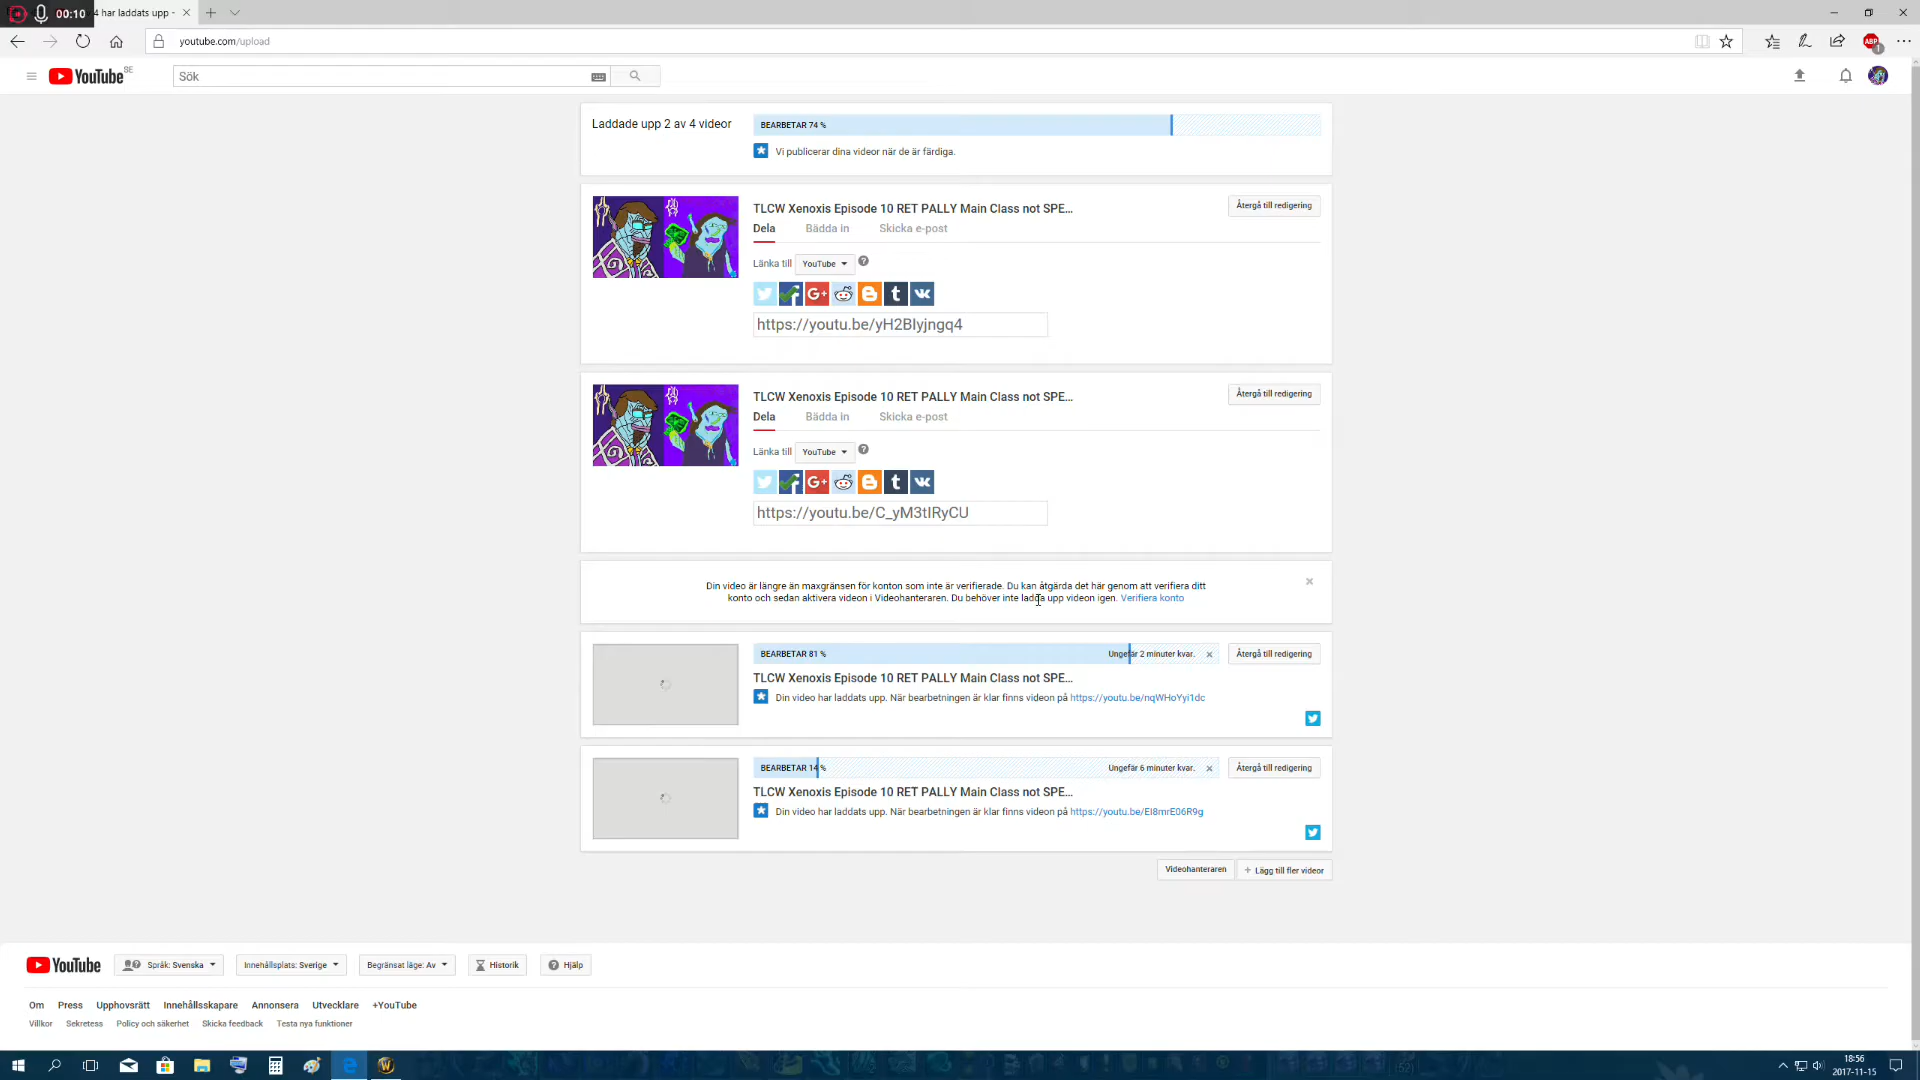 00:10
4 har laddats upp -
youtube.com/upload
YouTube SE
Sök
ABP
1
Laddade upp 2 av 4 videor
BEARBETAR 74 %
Vi publicerar dina videor när de är färdiga.
TLCW Xenoxis Episode 10 RET PALLY Main Class not SPE...
Återgå till redigering
Dela Bädda in Skicka e-post
Länka till YouTube
https://youtu.be/yH2BIyjngq4
TLCW Xenoxis Episode 10 RET PALLY Main Class not SPE...
Återgå till redigering
Dela Bädda in Skicka e-post
Länka till YouTube
https://youtu.be/C_yM3tIRyCU
Din video är längre än maxgränsen för konton som inte är verifierade. Du kan åtgärda det här genom att verifiera ditt
konto och sedan aktivera videon i Videohanteraren. Du behöver inte ladda upp videon igen. Verifiera konto
BEARBETAR 81 % Ungefär 2 minuter kvar. Återgå till redigering
TLCW Xenoxis Episode 10 RET PALLY Main Class not SPE...
Din video har laddats upp. När bearbetningen är klar finns videon på https://youtu.be/nqWHoYyi1dc
BEARBETAR 14 % Ungefär 6 minuter kvar. Återgå till redigering
TLCW Xenoxis Episode 10 RET PALLY Main Class not SPE...
Din video har laddats upp. När bearbetningen är klar finns videon på https://youtu.be/EI8mrE06R9g
Videohanteraren + Lägg till fler videor
YouTube Språk: Svenska Innehållsplats: Sverige Begränsat läge: Av Historik Hjälp
Om Press Upphovsrätt Innehållsskapare Annonsera Utvecklare +YouTube
Villkor Sekretess Policy och säkerhet Skicka feedback Testa nya funktioner
18:56
2017-11-15